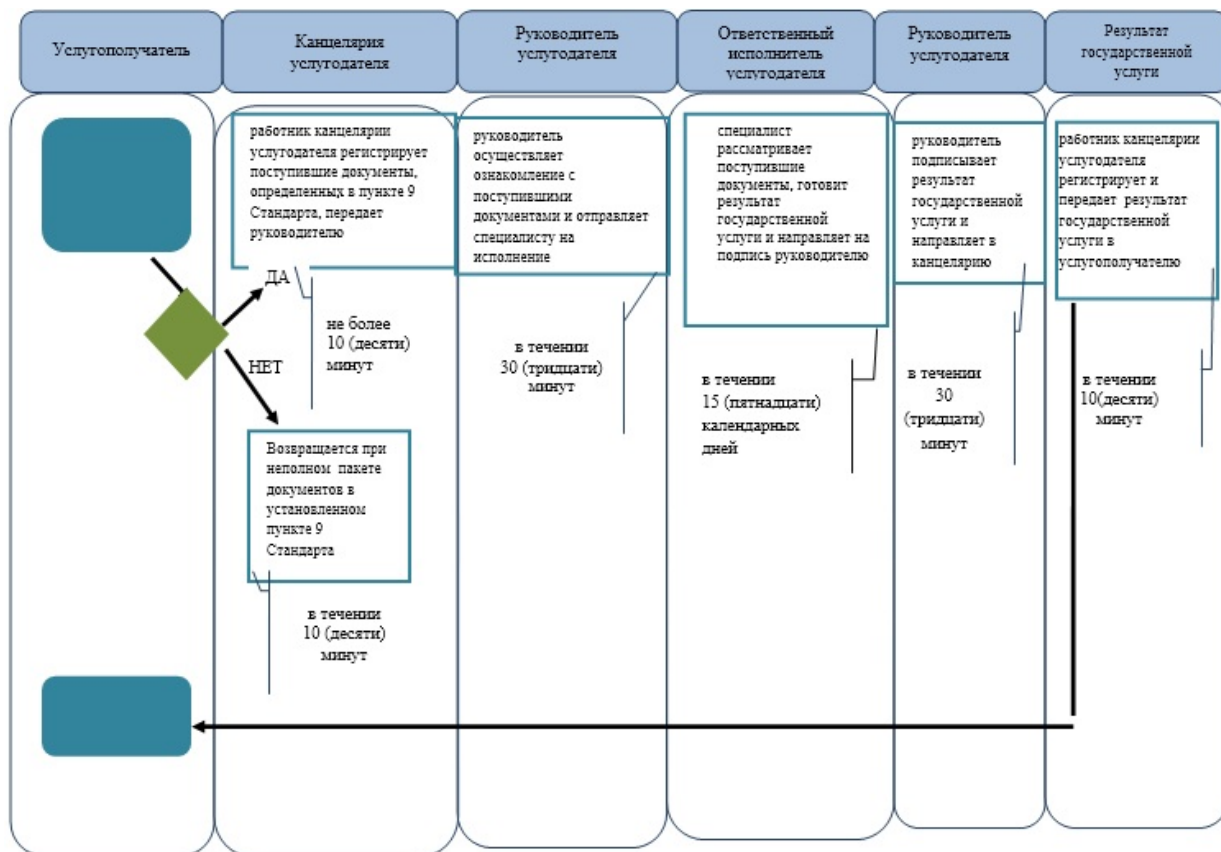 Услугополучатель
Канцелярия
услугодателя
Руководитель
услугодателя
Ответственный
исполнитель
услугодателя
Руководитель
услугодателя
Результат
государственной
услуги
работник канцелярии
услугодателя регистрирует
поступившие документы,
определенных в пункте 9
Стандарта, передает
руководителю
руководитель
осуществляет
ознакомление с
поступившими
документами и отправляет
специалисту на
исполнение
специалист
рассматривает
поступившие
документы, готовит
результат
государственной
услуги и направляет на
подпись руководителю
руководитель
подписывает
результат
государственной
услуги и
направляет в
канцелярию
работник канцелярии
услугодателя
регистрирует и
передает результат
государственной
услуги в
услугополучателю
ДА
не более
10 (десяти)
минут
НЕТ
в течении
30 (тридцати)
минут
в течении
15 (пятнадцати)
календарных
дней
в течении
30
(тридцати)
минут
в течении
10(десяти)
минут
Возвращается при
неполном пакете
документов в
установленном
пункте 9
Стандарта
в течении
10 (десяти)
минут